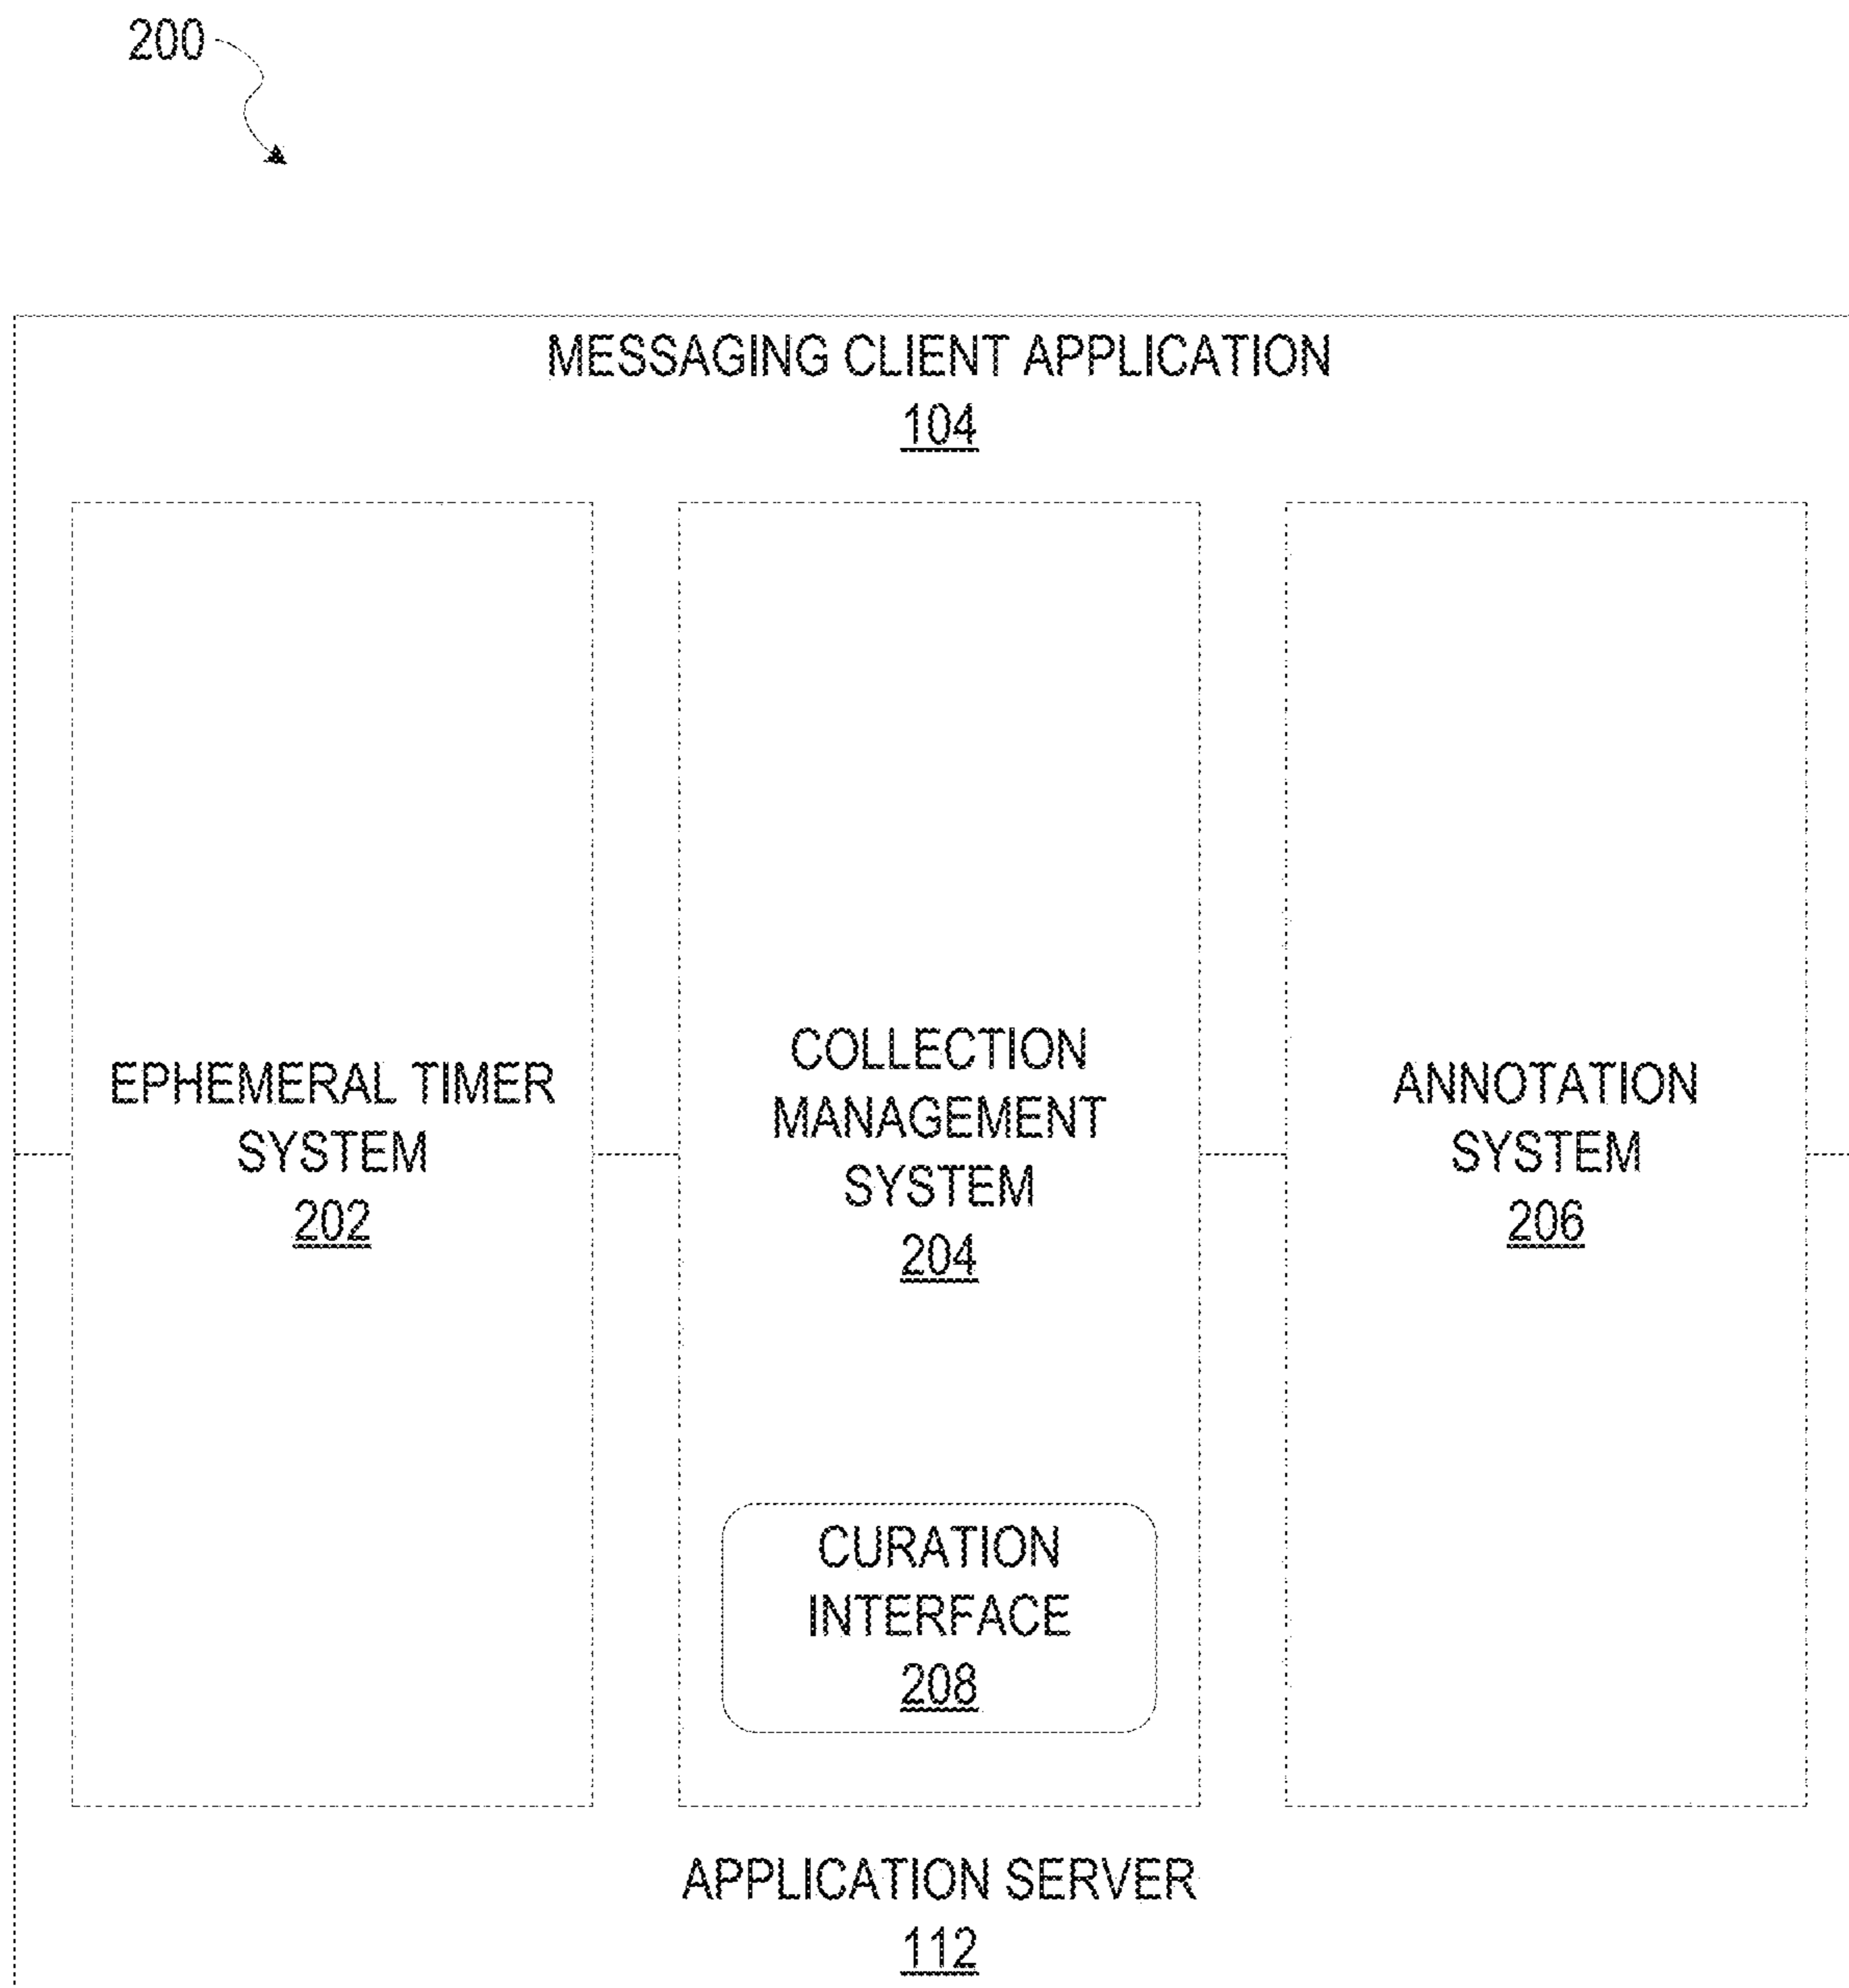 200
MESSAGING CLIENT APPLICATION
104
EPHEMERAL TIMER
SYSTEM
202
COLLECTION
MANAGEMENT
SYSTEM
204
ANNOTATION
SYSTEM
206
CURATION
INTERFACE
208
APPLICATION SERVER
112